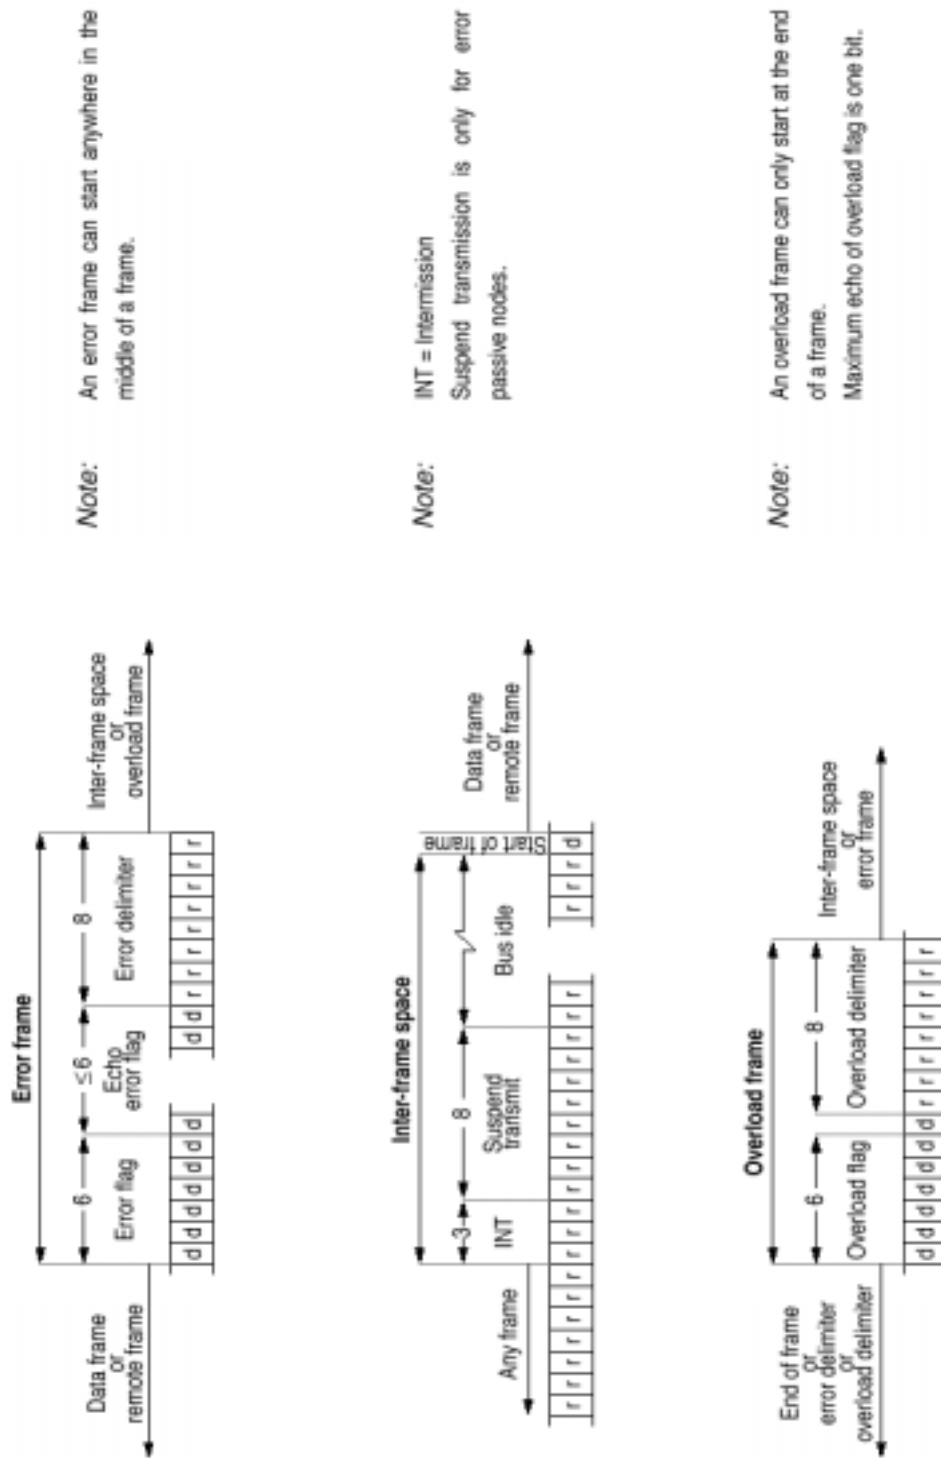 Error frame
Data frame
or
remote frame
6
≤6
8
Error flag
Echo
error flag
Error delimiter
Inter-frame space
or
overload frame
d d d d d d d
d d r r r r r r r r
Note: An error frame can start anywhere in the
middle of a frame.
Inter-frame space
Any frame
3
8
INT
Suspend
transmit
Bus idle
Start of frame
Data frame
or
remote frame
r r r r r r r r r r r r r r r r r r r r
r r r d
Note: INT = Intermission
Suspend transmission is only for error
passive nodes.
Overload frame
End of frame
or
error delimiter
or
overload delimiter
6
8
Overload flag
Overload delimiter
Inter-frame space
or
error frame
d d d d d d d r r r r r r r r
Note: An overload frame can only start at the end
of a frame.
Maximum echo of overload flag is one bit.